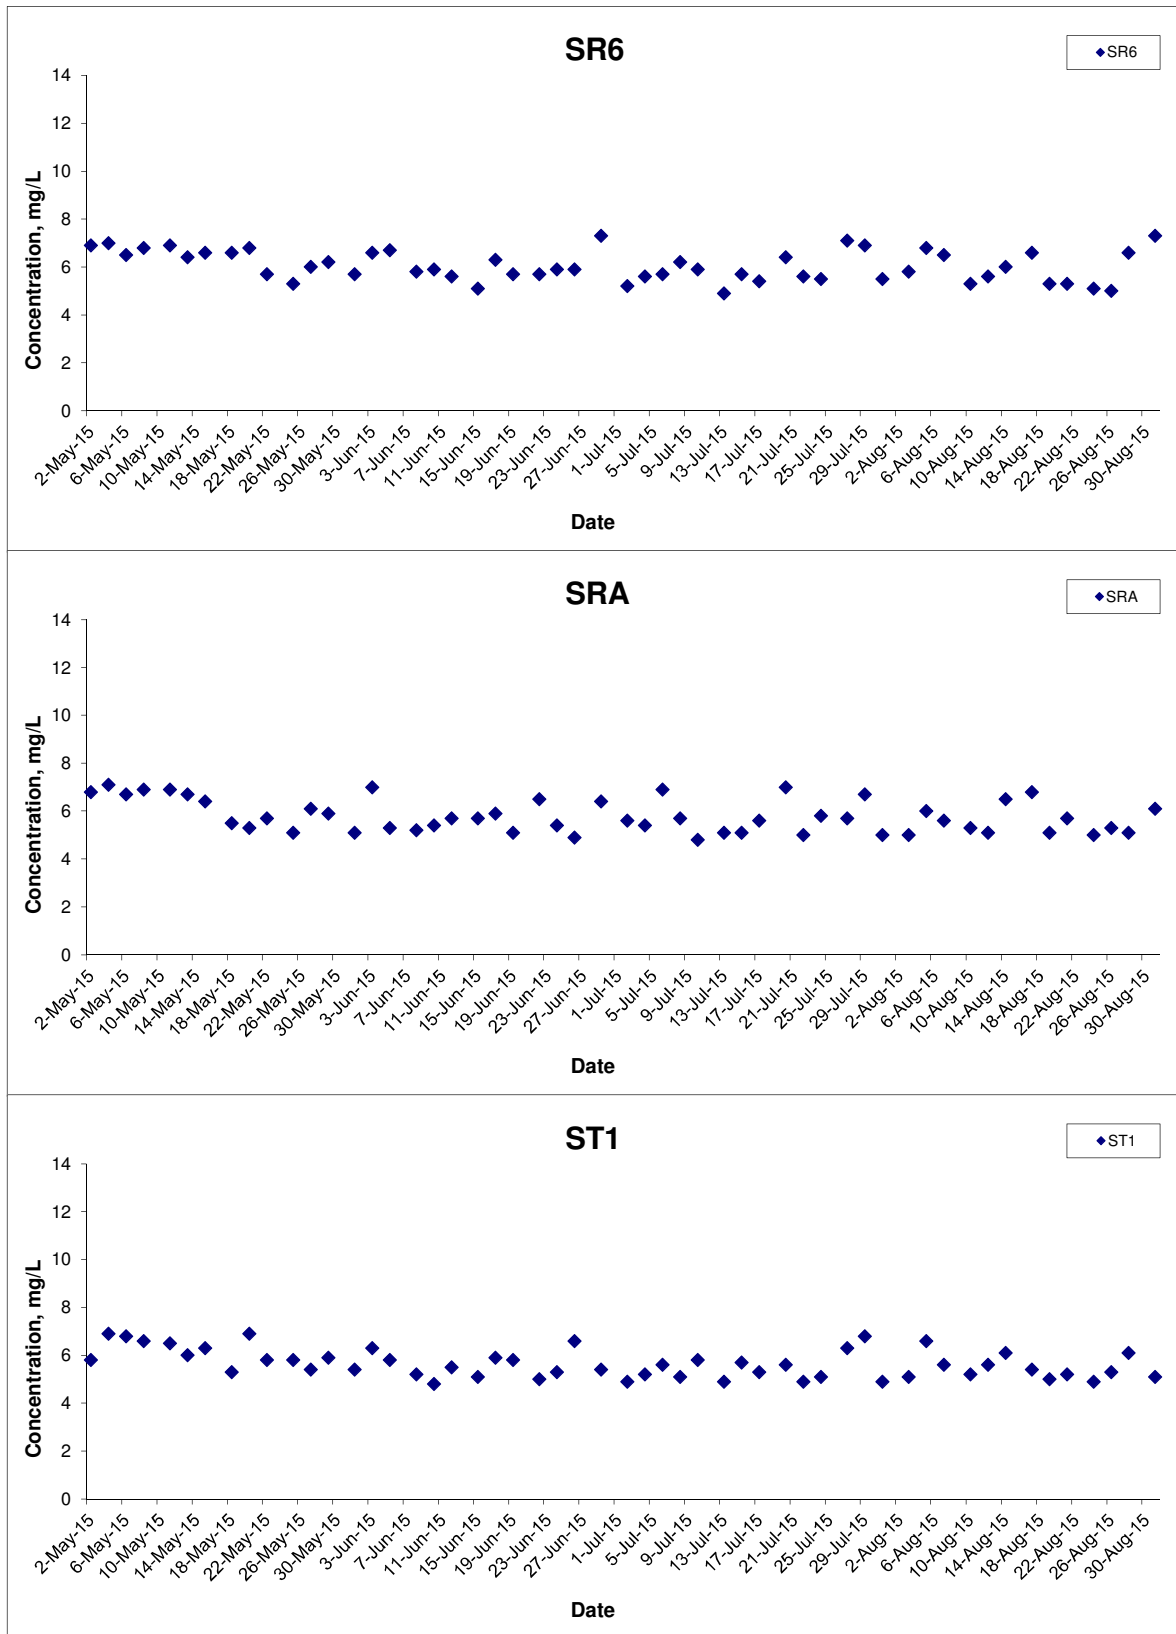 SR6
SR6
14
12
10
8
6
4
2
0
Concentration, mg/L
2-May-15
6-May-15
10-May-15
14-May-15
18-May-15
22-May-15
26-May-15
30-May-15
3-Jun-15
7-Jun-15
11-Jun-15
15-Jun-15
19-Jun-15
23-Jun-15
27-Jun-15
1-Jul-15
5-Jul-15
9-Jul-15
13-Jul-15
17-Jul-15
21-Jul-15
25-Jul-15
29-Jul-15
2-Aug-15
6-Aug-15
10-Aug-15
14-Aug-15
18-Aug-15
22-Aug-15
26-Aug-15
30-Aug-15
Date
SRA
SRA
14
12
10
8
6
4
2
0
Concentration, mg/L
2-May-15
6-May-15
10-May-15
14-May-15
18-May-15
22-May-15
26-May-15
30-May-15
3-Jun-15
7-Jun-15
11-Jun-15
15-Jun-15
19-Jun-15
23-Jun-15
27-Jun-15
1-Jul-15
5-Jul-15
9-Jul-15
13-Jul-15
17-Jul-15
21-Jul-15
25-Jul-15
29-Jul-15
2-Aug-15
6-Aug-15
10-Aug-15
14-Aug-15
18-Aug-15
22-Aug-15
26-Aug-15
30-Aug-15
Date
ST1
ST1
14
12
10
8
6
4
2
0
Concentration, mg/L
2-May-15
6-May-15
10-May-15
14-May-15
18-May-15
22-May-15
26-May-15
30-May-15
3-Jun-15
7-Jun-15
11-Jun-15
15-Jun-15
19-Jun-15
23-Jun-15
27-Jun-15
1-Jul-15
5-Jul-15
9-Jul-15
13-Jul-15
17-Jul-15
21-Jul-15
25-Jul-15
29-Jul-15
2-Aug-15
6-Aug-15
10-Aug-15
14-Aug-15
18-Aug-15
22-Aug-15
26-Aug-15
30-Aug-15
Date